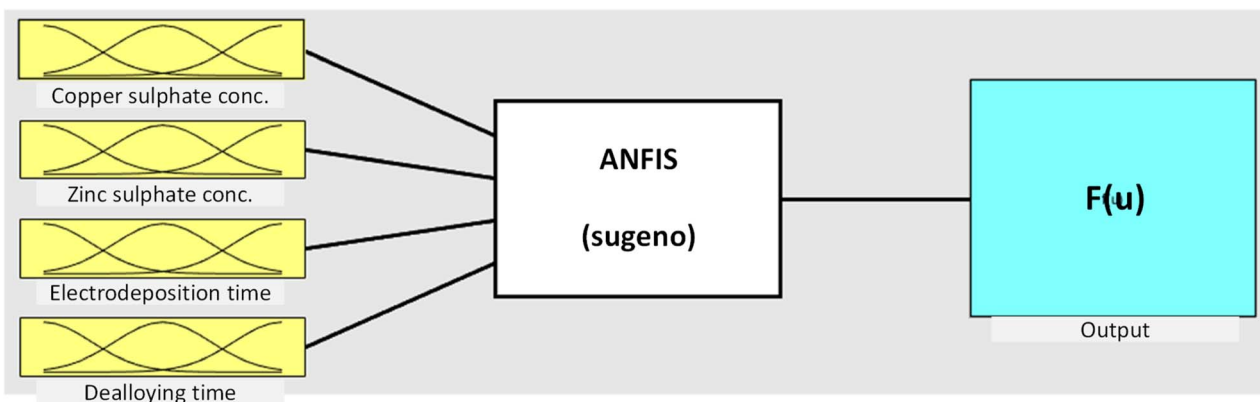 Copper sulphate conc.
Zinc sulphate conc.
Electrodeposition time
Dealloying time
ANFIS
(sugeno)
F(u)
Output